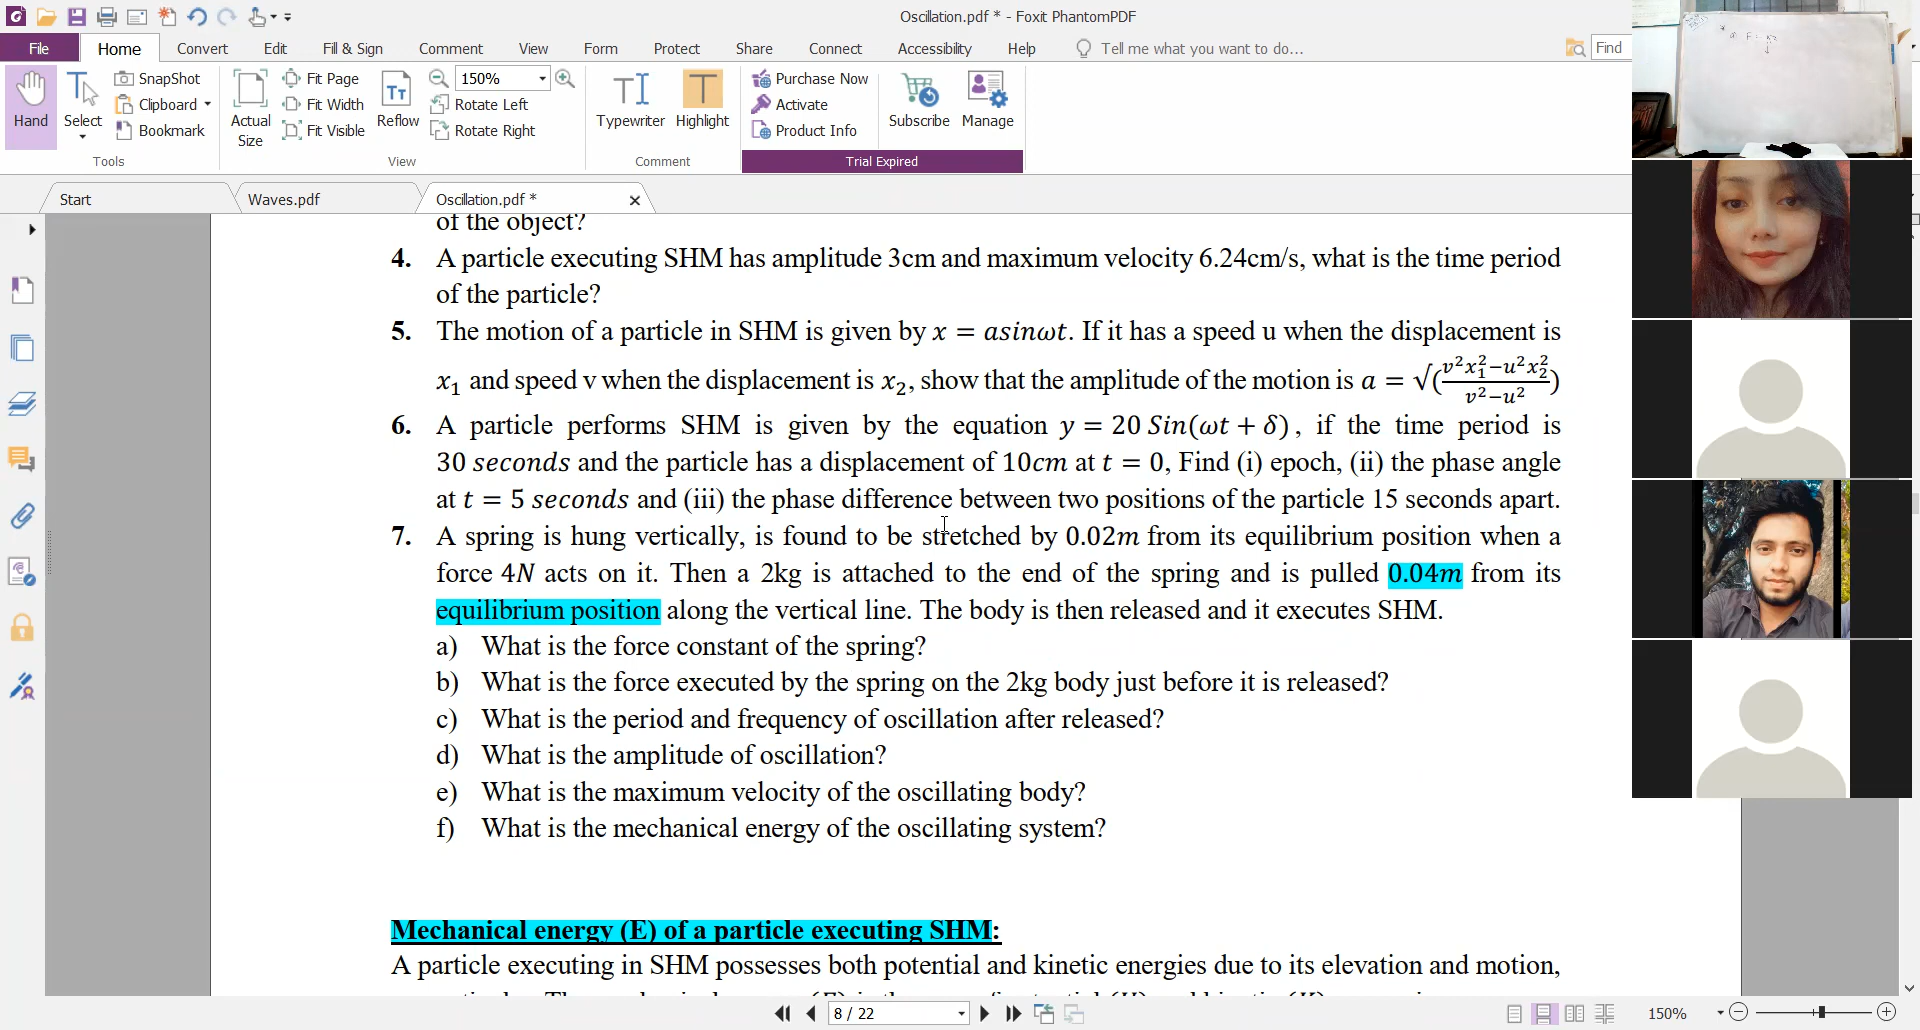 Oscillation.pdf * - Foxit PhantomPDF
File Home Convert Edit Fill & Sign Comment View Form Protect Share Connect Accessibility Help Tell me what you want to do... Find
Hand Select SnapShot Clipboard Bookmark Actual Size Fit Page Fit Width Fit Visible Reflow 150% Rotate Left Rotate Right Typewriter Highlight Purchase Now Activate Product Info Subscribe Manage
Tools View Comment Trial Expired
Start Waves.pdf Oscillation.pdf *
of the object?
4. A particle executing SHM has amplitude 3cm and maximum velocity 6.24cm/s, what is the time period
of the particle?
5. The motion of a particle in SHM is given by x = asinωt. If it has a speed u when the displacement is
x₁ and speed v when the displacement is x₂, show that the amplitude of the motion is a = √((v²x₁²−u²x₂²)/(v²−u²))
6. A particle performs SHM is given by the equation y = 20 Sin(ωt + δ), if the time period is
30 seconds and the particle has a displacement of 10cm at t = 0, Find (i) epoch, (ii) the phase angle
at t = 5 seconds and (iii) the phase difference between two positions of the particle 15 seconds apart.
7. A spring is hung vertically, is found to be stretched by 0.02m from its equilibrium position when a
force 4N acts on it. Then a 2kg is attached to the end of the spring and is pulled 0.04m from its
equilibrium position along the vertical line. The body is then released and it executes SHM.
a) What is the force constant of the spring?
b) What is the force executed by the spring on the 2kg body just before it is released?
c) What is the period and frequency of oscillation after released?
d) What is the amplitude of oscillation?
e) What is the maximum velocity of the oscillating body?
f) What is the mechanical energy of the oscillating system?
Mechanical energy (E) of a particle executing SHM:
A particle executing in SHM possesses both potential and kinetic energies due to its elevation and motion,
8 / 22 150%